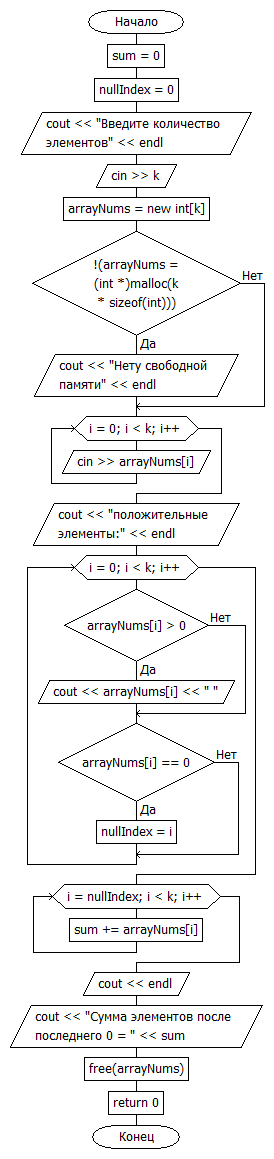 Начало
sum = 0
nullIndex = 0
cout << "Введите количество
элементов" << endl
cin >> k
arrayNums = new int[k]
!(arrayNums =
(int *)malloc(k
* sizeof(int)))
Нет
Да
cout << "Нету свободной
памяти" << endl
i = 0; i < k; i++
cin >> arrayNums[i]
cout << "положительные
элементы:" << endl
i = 0; i < k; i++
arrayNums[i] > 0
Нет
Да
cout << arrayNums[i] << " "
arrayNums[i] == 0
Нет
Да
nullIndex = i
i = nullIndex; i < k; i++
sum += arrayNums[i]
cout << endl
cout << "Сумма элементов после
последнего 0 = " << sum
free(arrayNums)
return 0
Конец